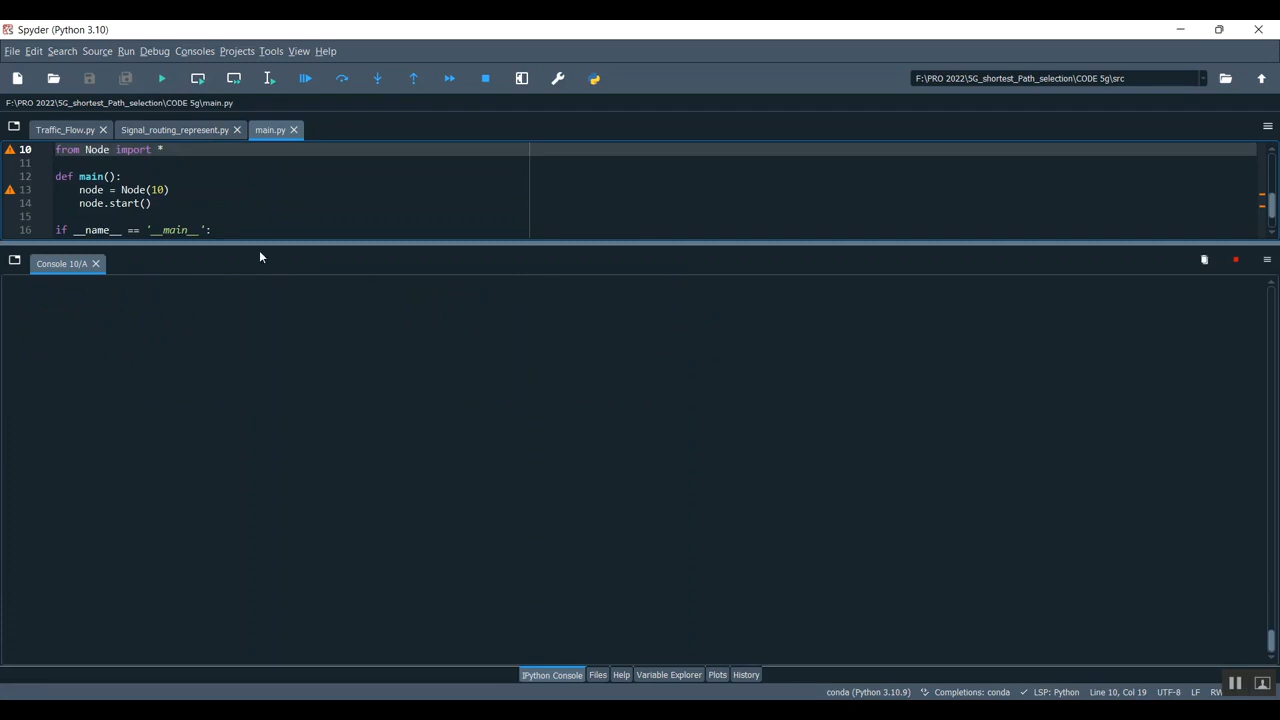 Spyder (Python 3.10)
File Edit Search Source Run Debug Consoles Projects Tools View Help
F:\PRO 2022\5G_shortest_Path_selection\CODE 5g\src
F:\PRO 2022\5G_shortest_Path_selection\CODE 5g\main.py
Traffic_Flow.py Signal_routing_represent.py main.py
10 from Node import *
11
12 def main():
13 node = Node(10)
14 node.start()
15
16 if __name__ == '__main__':
Console 10/A
IPython Console Files Help Variable Explorer Plots History
conda (Python 3.10.9) Completions: conda LSP: Python Line 10, Col 19 UTF-8 LF